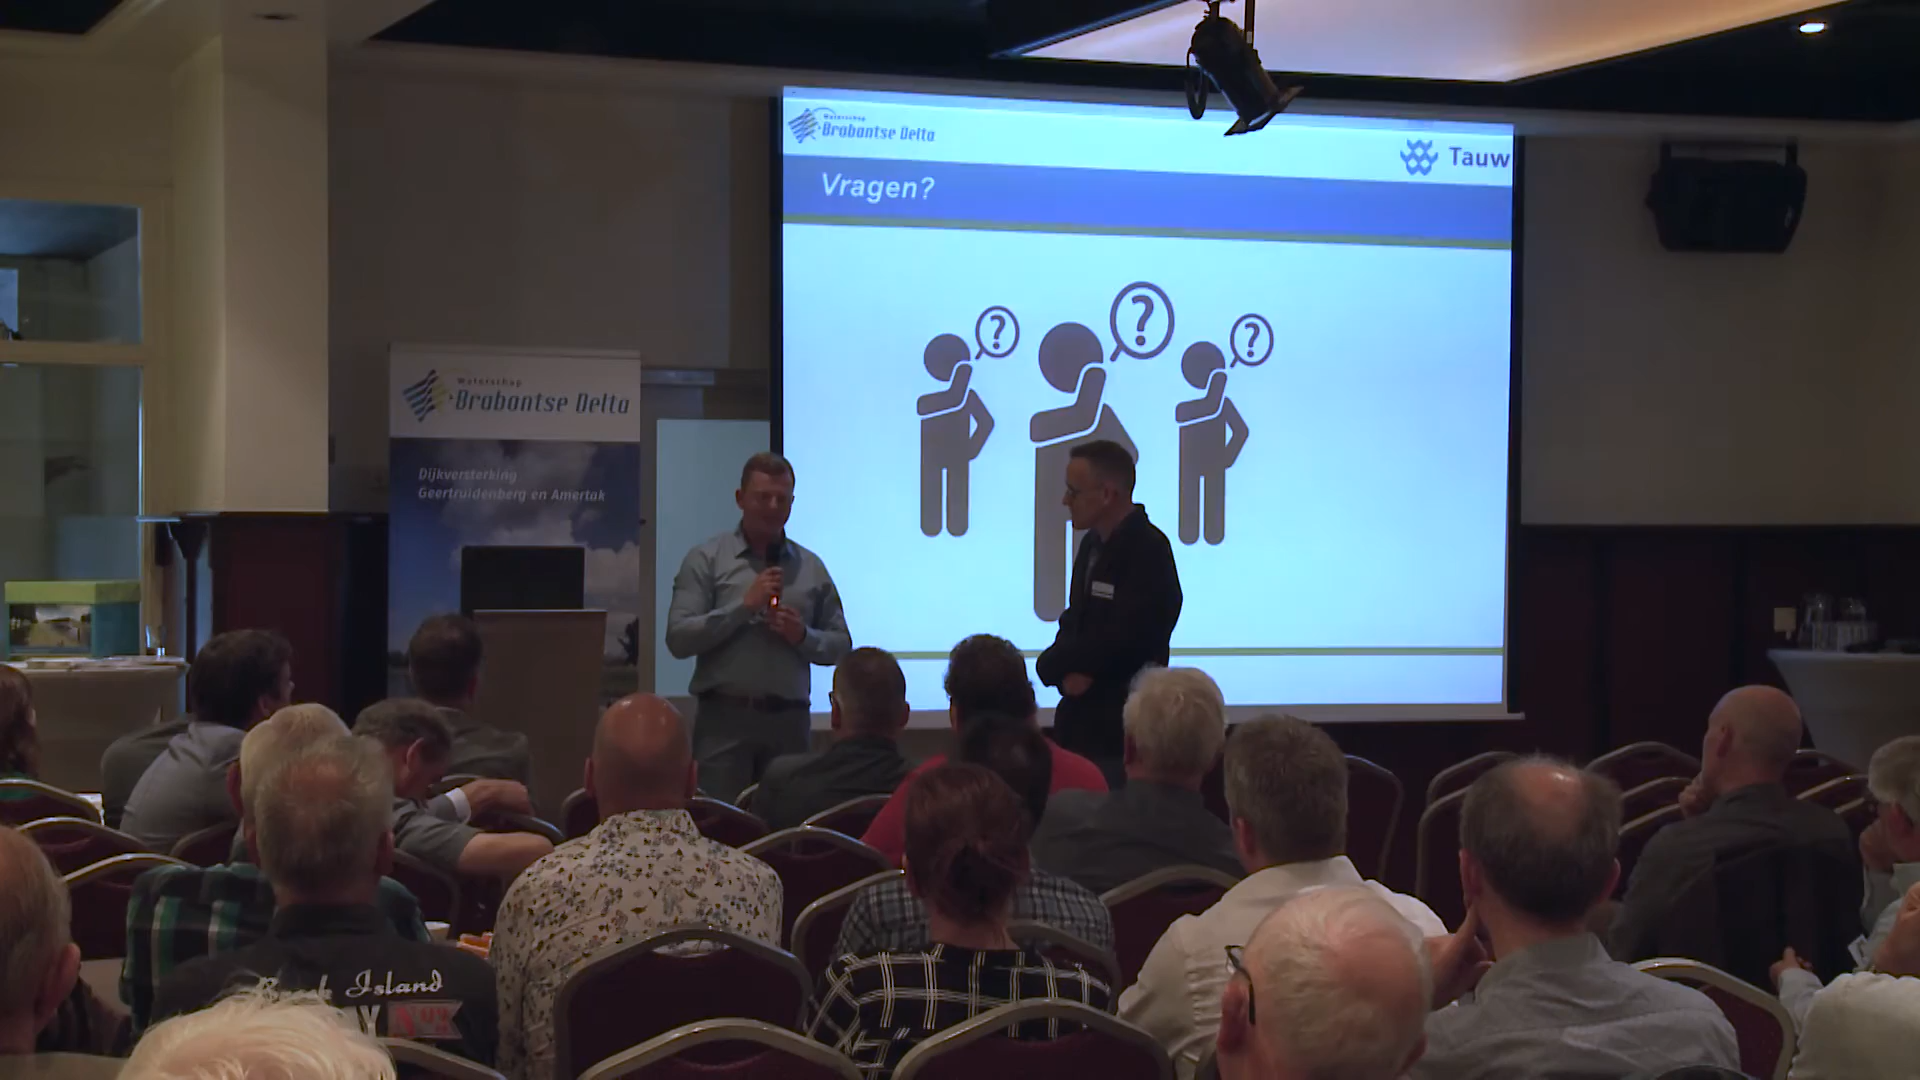 Waterschap
Brabantse Delta
Tauw
Vragen?
?
?
?
Waterschap
Brabantse Delta
Dijkversterking
Geertruidenberg en Amertak
Island